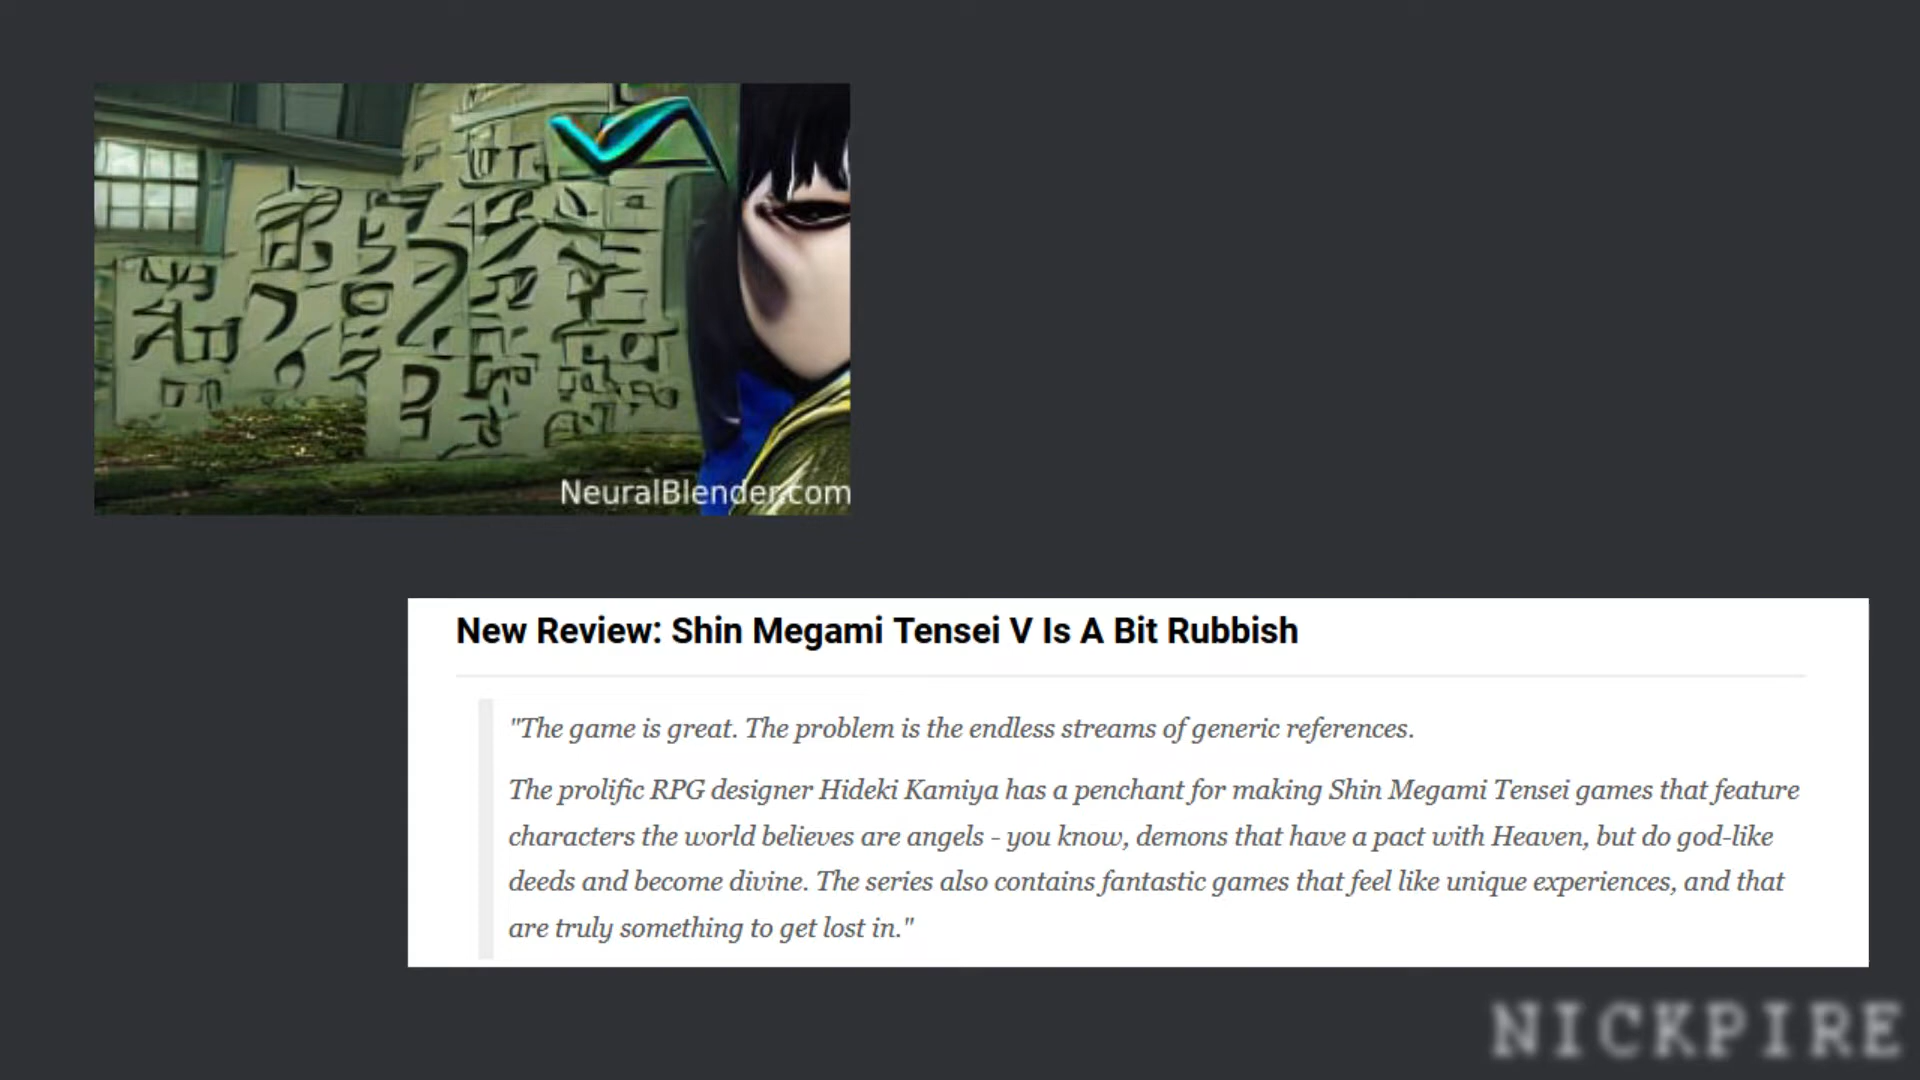 NeuralBlender.com
New Review: Shin Megami Tensei V Is A Bit Rubbish
"The game is great. The problem is the endless streams of generic references.
The prolific RPG designer Hideki Kamiya has a penchant for making Shin Megami Tensei games that feature
characters the world believes are angels - you know, demons that have a pact with Heaven, but do god-like
deeds and become divine. The series also contains fantastic games that feel like unique experiences, and that
are truly something to get lost in."
NICKPIRE